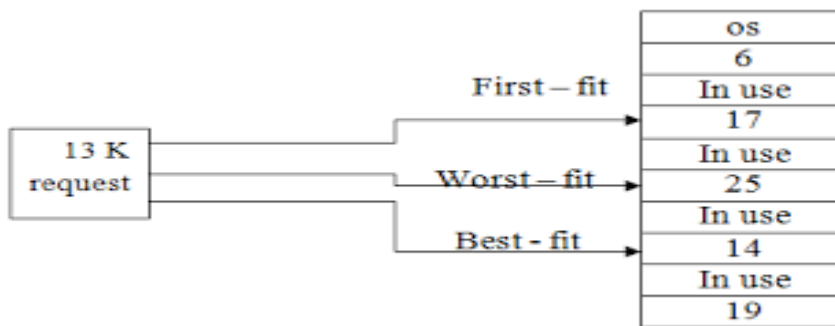 13 K
request
First – fit
Worst – fit
Best - fit
os
6
In use
17
In use
25
In use
14
In use
19